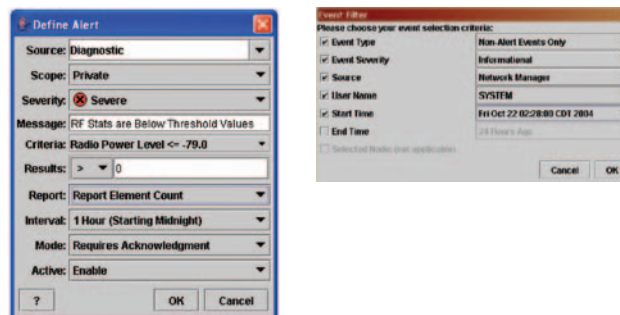 Define Alert
Source: Diagnostic
Scope: Private
Severity: Severe
Message: RF Stats are Below Threshold Values
Criteria: Radio Power Level <= -79.0
Results: > 0
Report: Report Element Count
Interval: 1 Hour (Starting Midnight)
Mode: Requires Acknowledgment
Active: Enable
? OK Cancel
Event Filter
Please choose your event selection criteria:
Event Type Non-Alert Events Only
Event Severity Informational
Source Network Manager
User Name SYSTEM
Start Time Fri Oct 22 02:28:00 CDT 2004
End Time 24 Hours Ago
Selected Node (not applicable)
Cancel OK